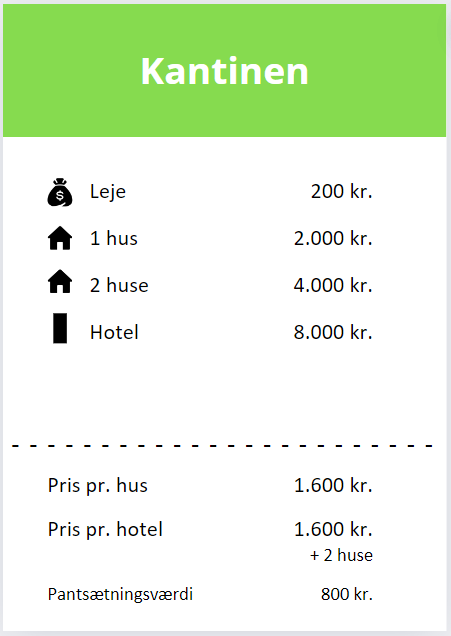 Kantinen
$ Leje 200 kr.
1 hus 2.000 kr.
2 huse 4.000 kr.
Hotel 8.000 kr.
Pris pr. hus 1.600 kr.
Pris pr. hotel 1.600 kr.
+ 2 huse
Pantsætningsværdi 800 kr.